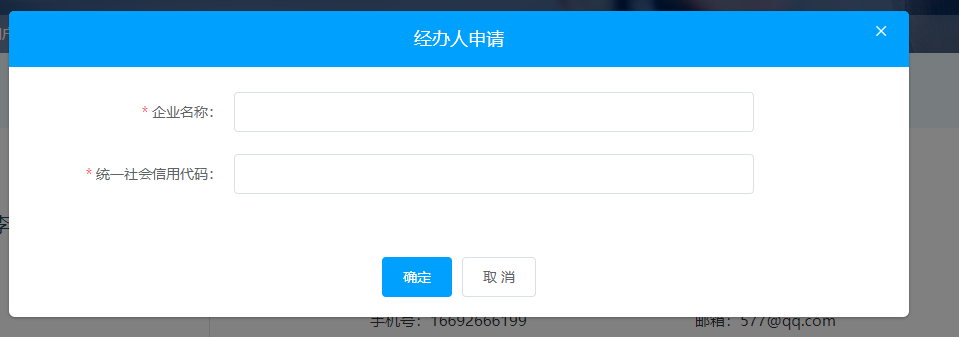 经办人申请
* 企业名称：
* 统一社会信用代码：
李
确定 取 消
手机号：16692666199 邮箱：577@qq.com